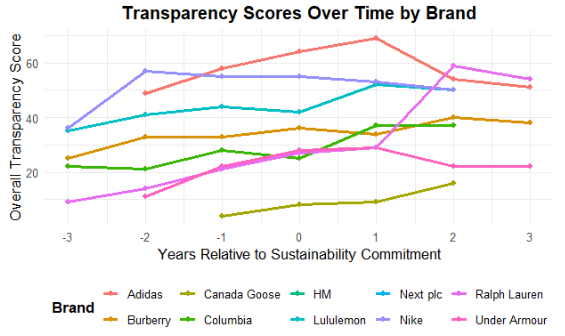 Transparency Scores Over Time by Brand
Overall Transparency Score
60
40
20
-3 -2 -1 0 1 2 3
Years Relative to Sustainability Commitment
Brand
Adidas Canada Goose HM Next plc Ralph Lauren
Burberry Columbia Lululemon Nike Under Armour